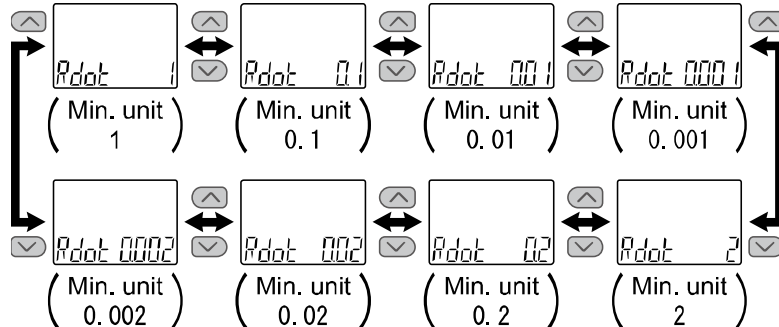 Rdot 1
Rdot 0.1
Rdot 0.01
Rdot 0.001
( Min. unit 1 )
( Min. unit 0. 1 )
( Min. unit 0. 01 )
( Min. unit 0. 001 )
Rdot 0.002
Rdot 0.02
Rdot 0.2
Rdot 2
( Min. unit 0. 002 )
( Min. unit 0. 02 )
( Min. unit 0. 2 )
( Min. unit 2 )